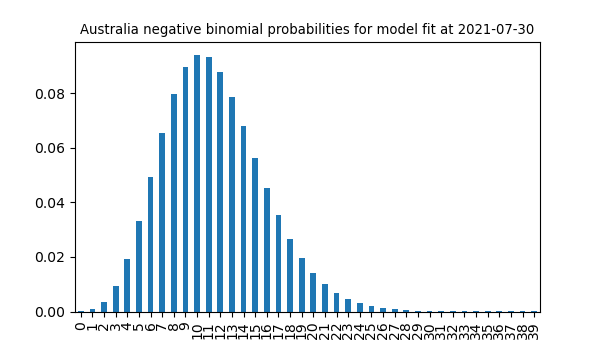 Australia negative binomial probabilities for model fit at 2021-07-30
0.08
0.06
0.04
0.02
0.00
0 1 2 3 4 5 6 7 8 9 10 11 12 13 14 15 16 17 18 19 20 21 22 23 24 25 26 27 28 29 30 31 32 33 34 35 36 37 38 39